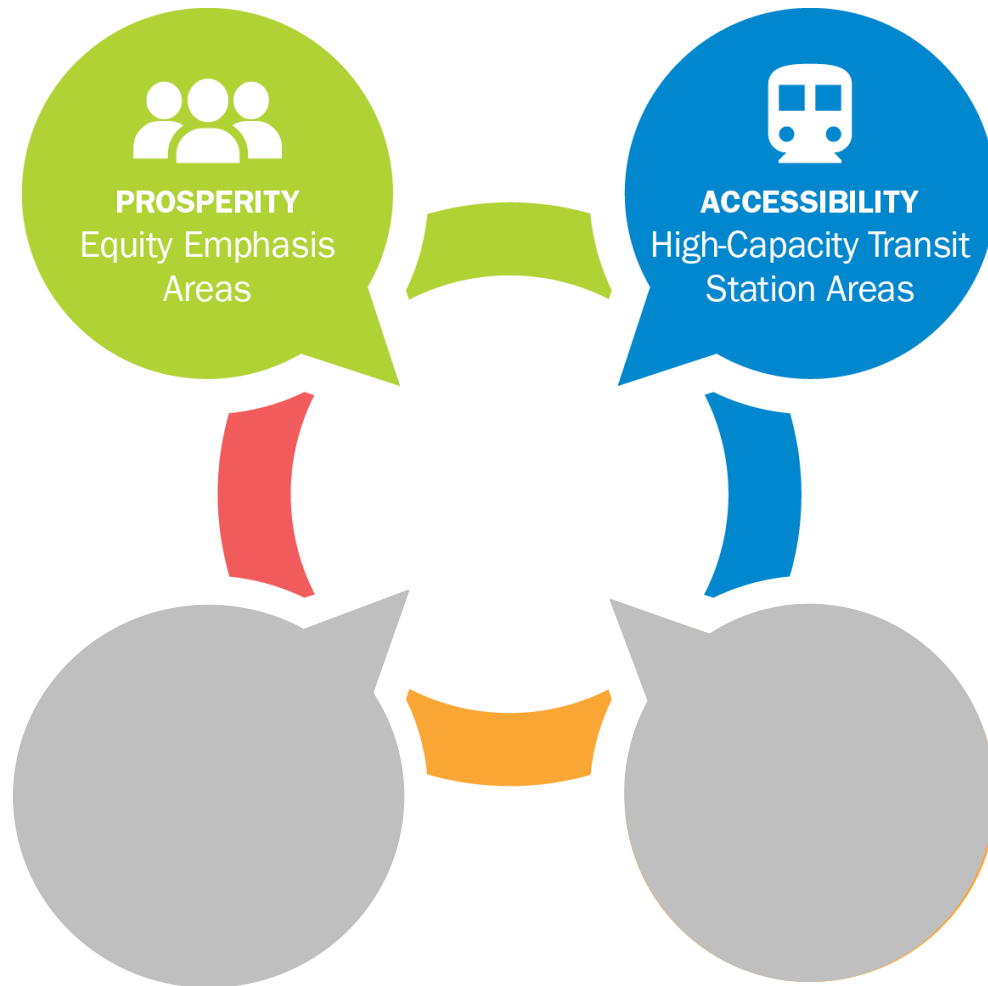 PROSPERITY
Equity Emphasis
Areas
ACCESSIBILITY
High-Capacity Transit
Station Areas